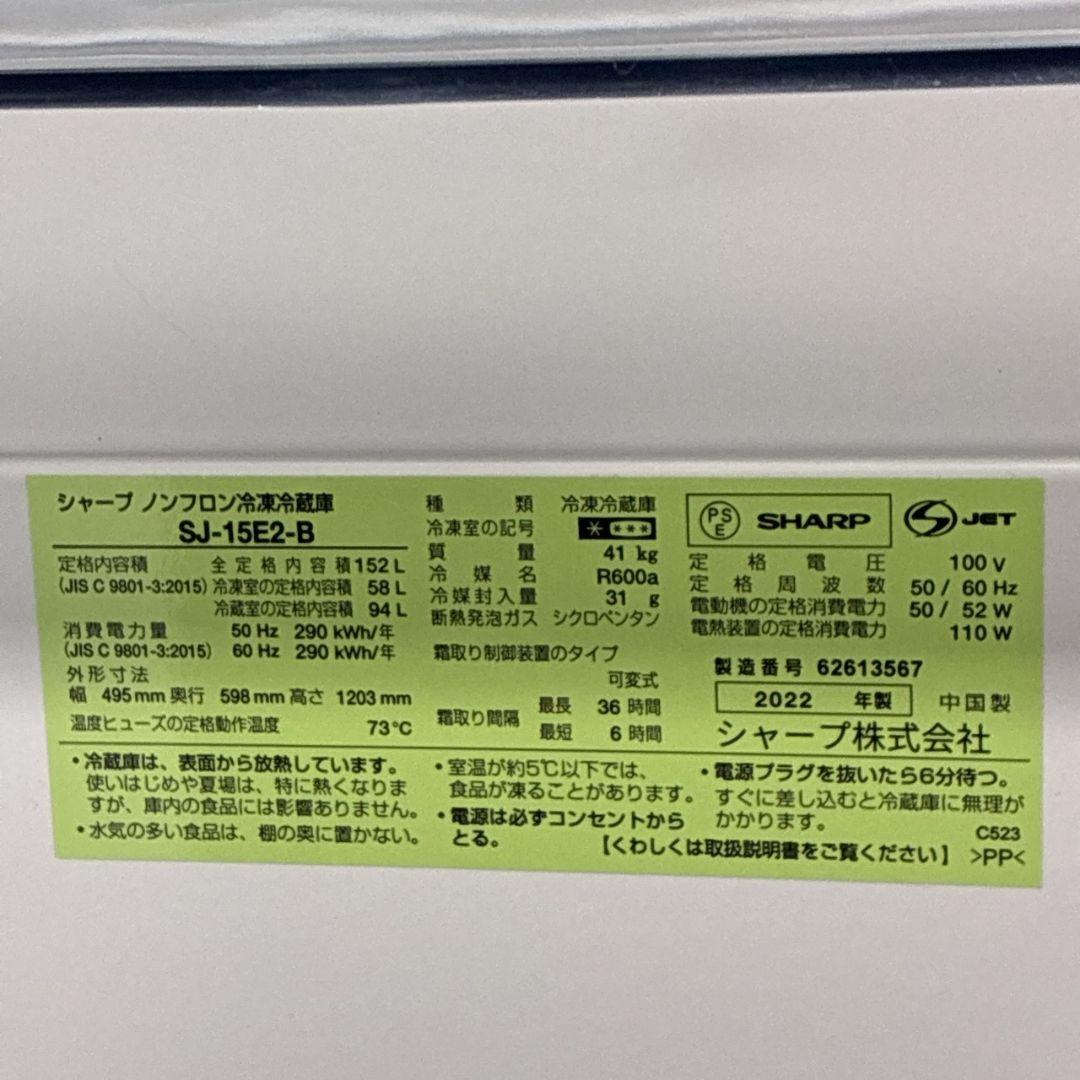 シャープ ノンフロン冷凍冷蔵庫
SJ-15E2-B
定格内容積 全定格内容積 152 L
(JIS C 9801-3:2015) 冷凍室の定格内容積 58 L
冷蔵室の定格内容積 94 L
消費電力量 50 Hz 290 kWh/年
(JIS C 9801-3:2015) 60 Hz 290 kWh/年
外形寸法
幅 495 mm 奥行 598 mm 高さ 1203 mm
温度ヒューズの定格動作温度 73℃
種類 冷凍冷蔵庫
冷凍室の記号
質量 41 kg
冷媒名 R600a
冷媒封入量 31 g
断熱発泡ガス シクロペンタン
霜取り制御装置のタイプ
可変式
霜取り間隔 最長 36 時間
最短 6 時間
PSE SHARP JET
定格電圧 100 V
定格周波数 50 / 60 Hz
電動機の定格消費電力 50 / 52 W
電熱装置の定格消費電力 110 W
製造番号 62613567
2022 年製 中国製
シャープ株式会社
・冷蔵庫は、表面から放熱しています。
使いはじめや夏場は、特に熱くなりま
すが、庫内の食品には影響ありません。
・水気の多い食品は、棚の奥に置かない。
・室温が約5℃以下では、
食品が凍ることがあります。
・電源は必ずコンセントから
とる。
・電源プラグを抜いたら6分待つ。
すぐに差し込むと冷蔵庫に無理が
かかります。
C523
【くわしくは取扱説明書をご覧ください】 >PP<